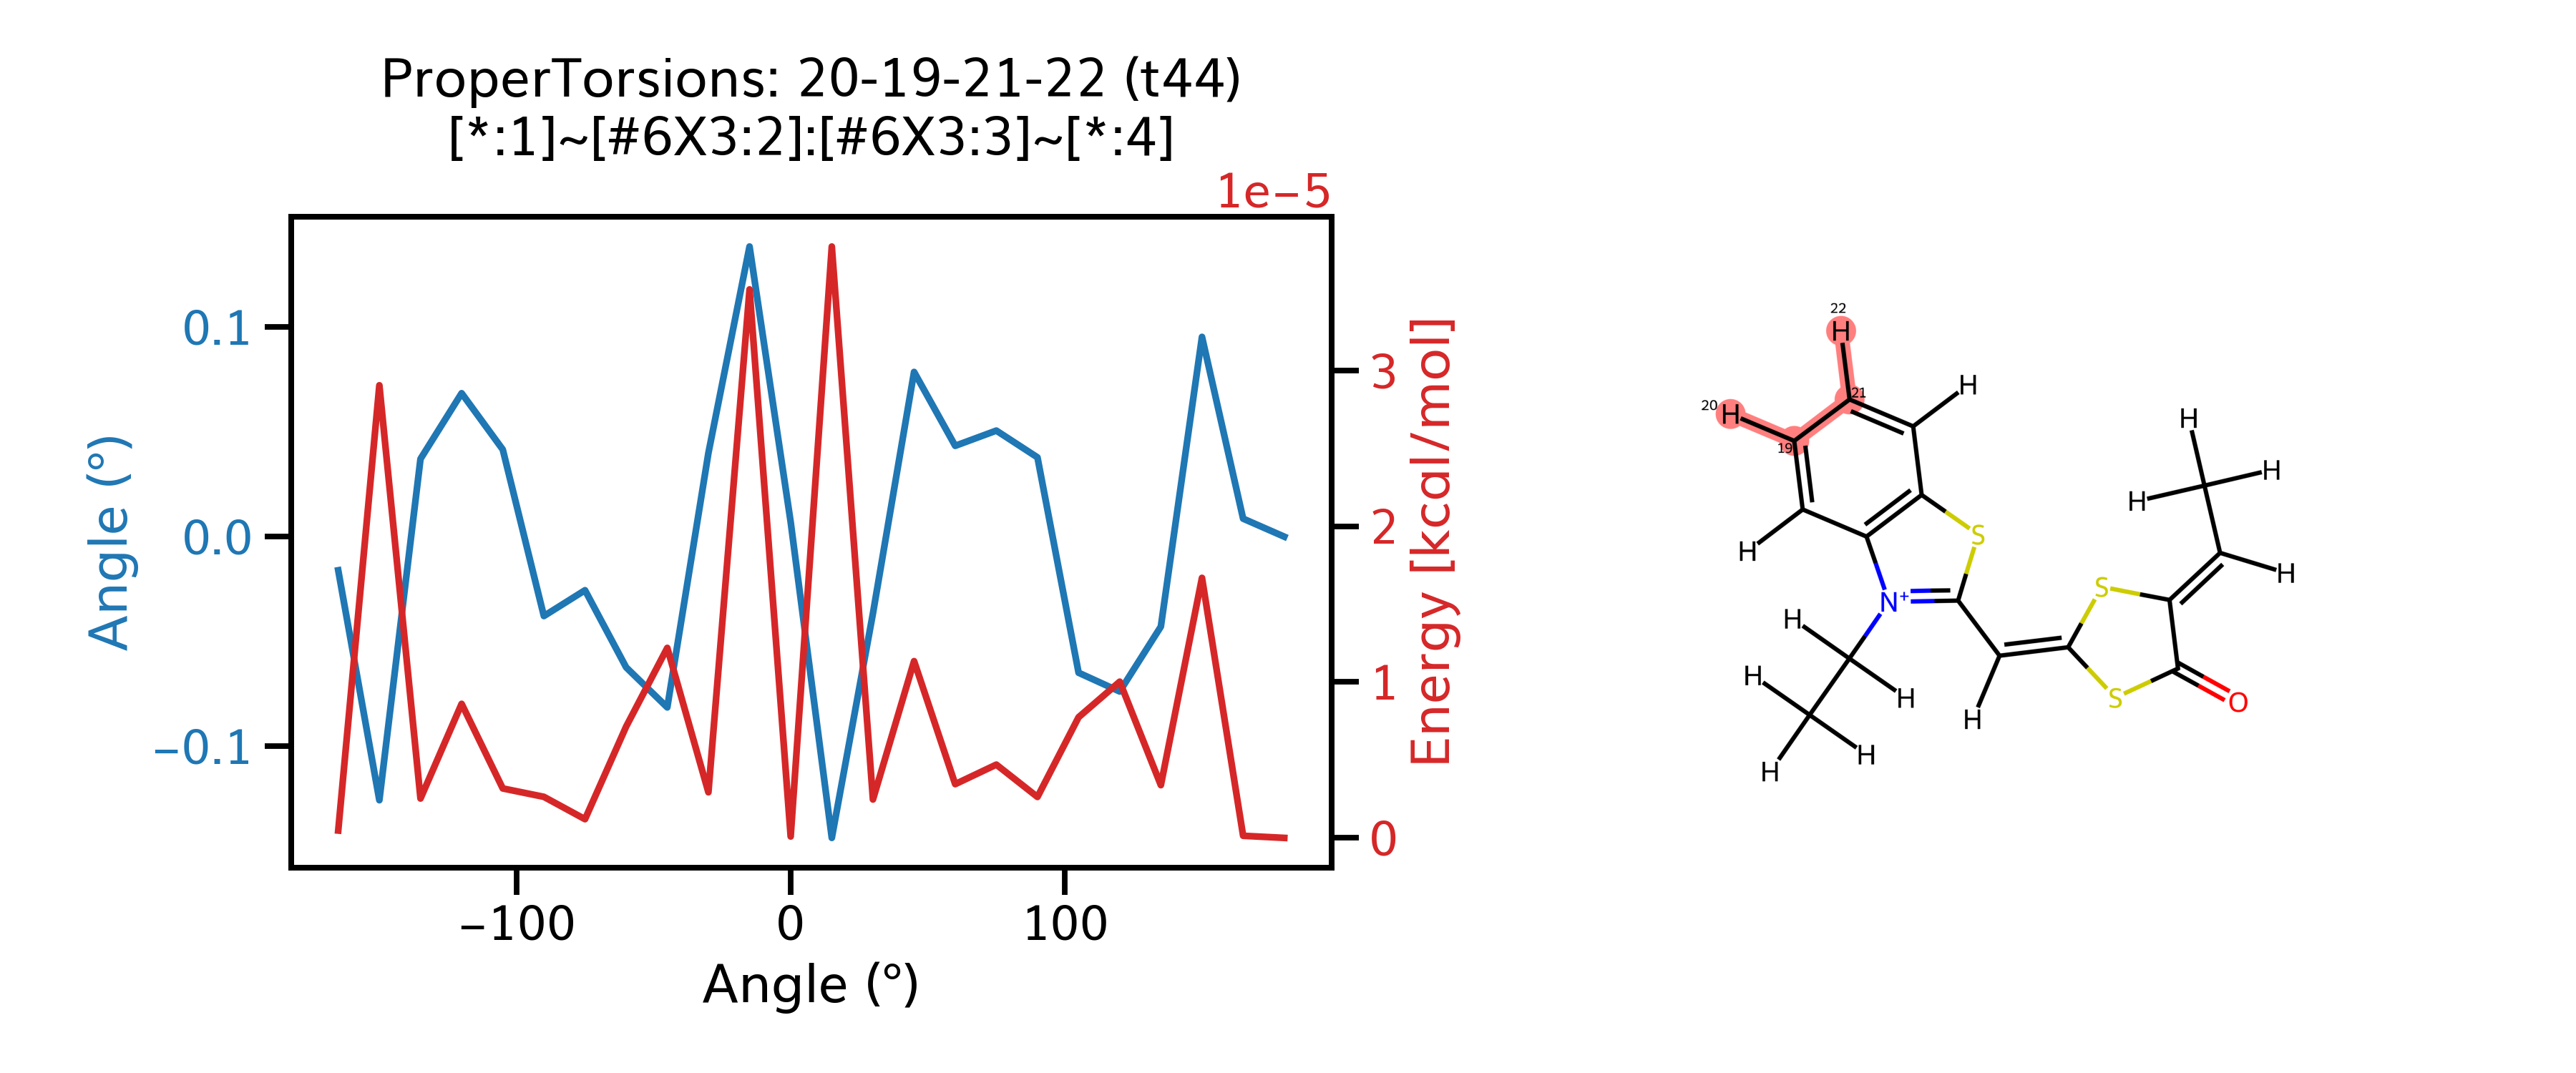 ProperTorsions: 20-19-21-22 (t44)
[*:1]~[#6X3:2]:[#6X3:3]~[*:4]
1e−5
Angle (°)
0.1
0.0
−0.1
3
2
1
0
Energy [kcal/mol]
−100
0
100
Angle (°)
22
H
21
H
20
H
19
H
H
H
H
S
H
S
N+
H
S
O
H
H
H
H
H